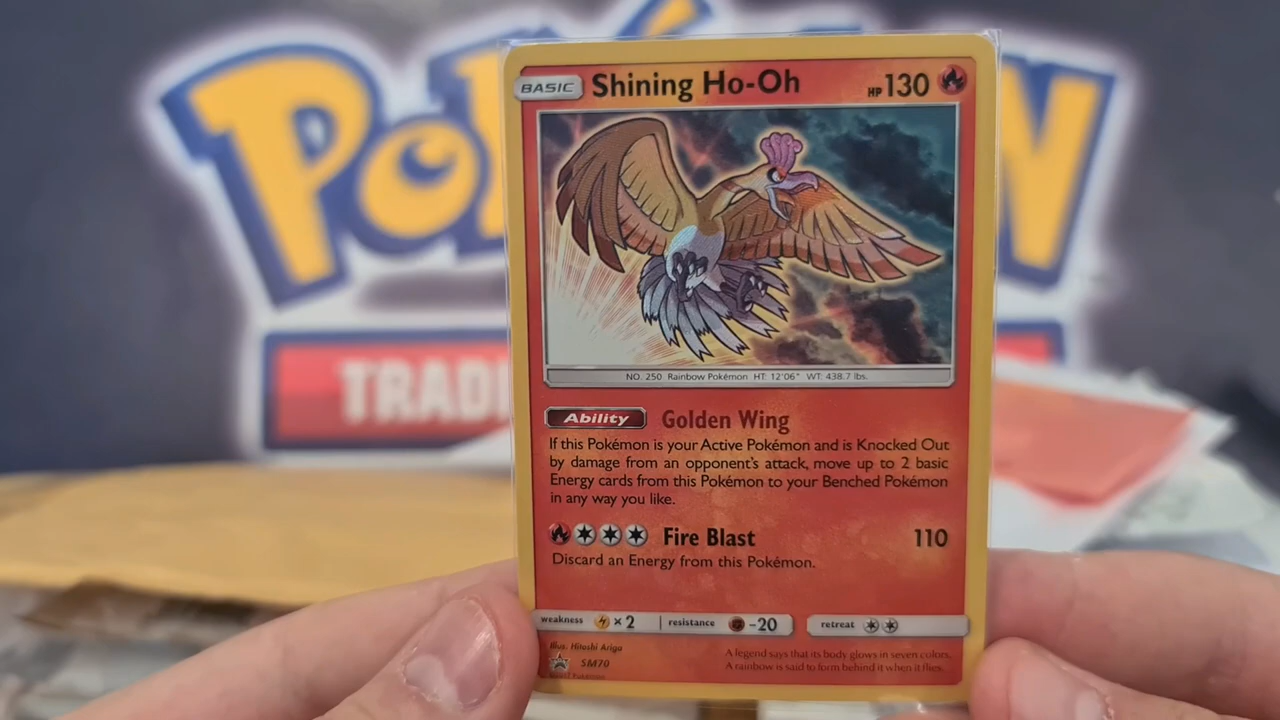 Pokémon
TRADI
BASIC Shining Ho-Oh HP 130
NO. 250 Rainbow Pokémon HT: 12'06" WT: 438.7 lbs.
Ability Golden Wing
If this Pokémon is your Active Pokémon and is Knocked Out
by damage from an opponent's attack, move up to 2 basic
Energy cards from this Pokémon to your Benched Pokémon
in any way you like.
Fire Blast 110
Discard an Energy from this Pokémon.
weakness ×2 resistance -20 retreat
Illus. Hitoshi Ariga
SM70
A legend says that its body glows in seven colors.
A rainbow is said to form behind it when it flies.